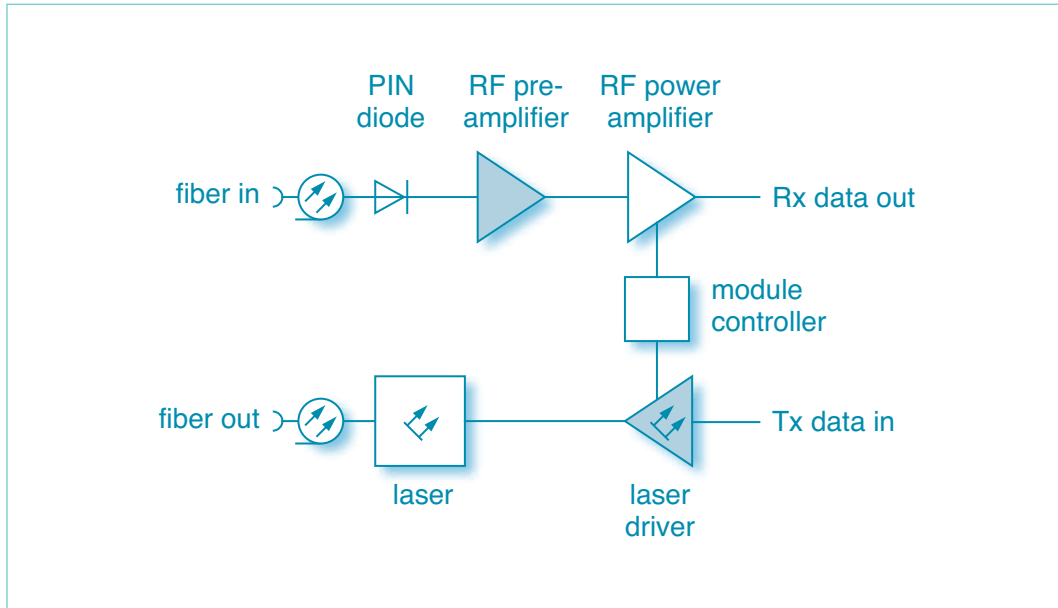 PIN
diode
RF pre-
amplifier
RF power
amplifier
fiber in
Rx data out
module
controller
fiber out
Tx data in
laser
laser
driver